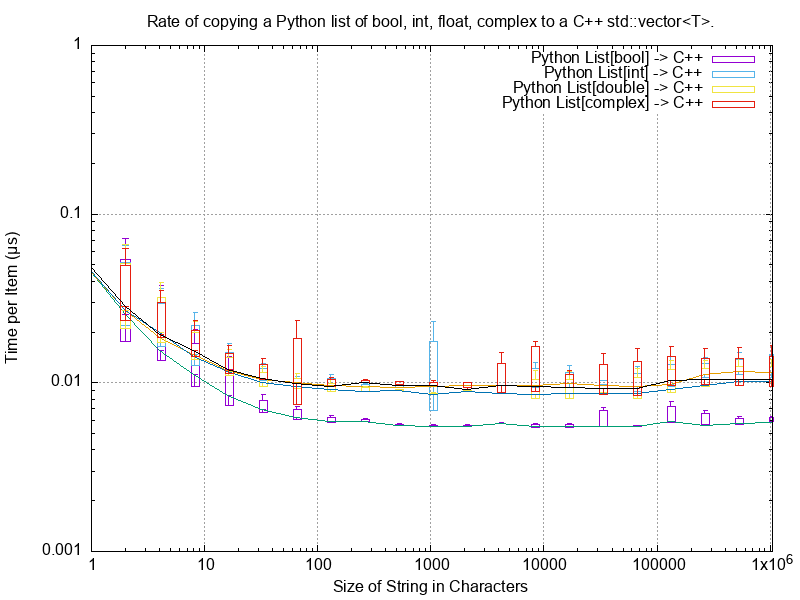 Rate of copying a Python list of bool, int, float, complex to a C++ std::vector<T>.
Python List[bool] -> C++
Python List[int] -> C++
Python List[double] -> C++
Python List[complex] -> C++
Time per Item (µs)
1
0.1
0.01
0.001
1 10 100 1000 10000 100000 1x10⁶
Size of String in Characters